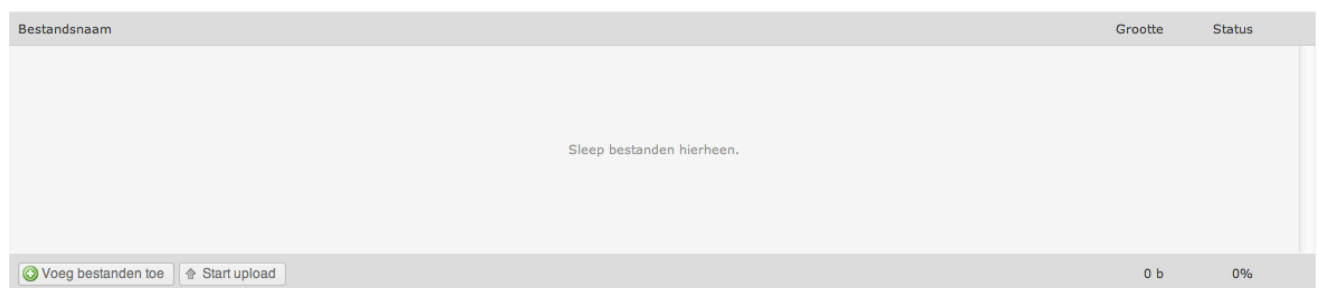 Bestandsnaam Grootte Status
Sleep bestanden hierheen.
Voeg bestanden toe Start upload 0 b 0%